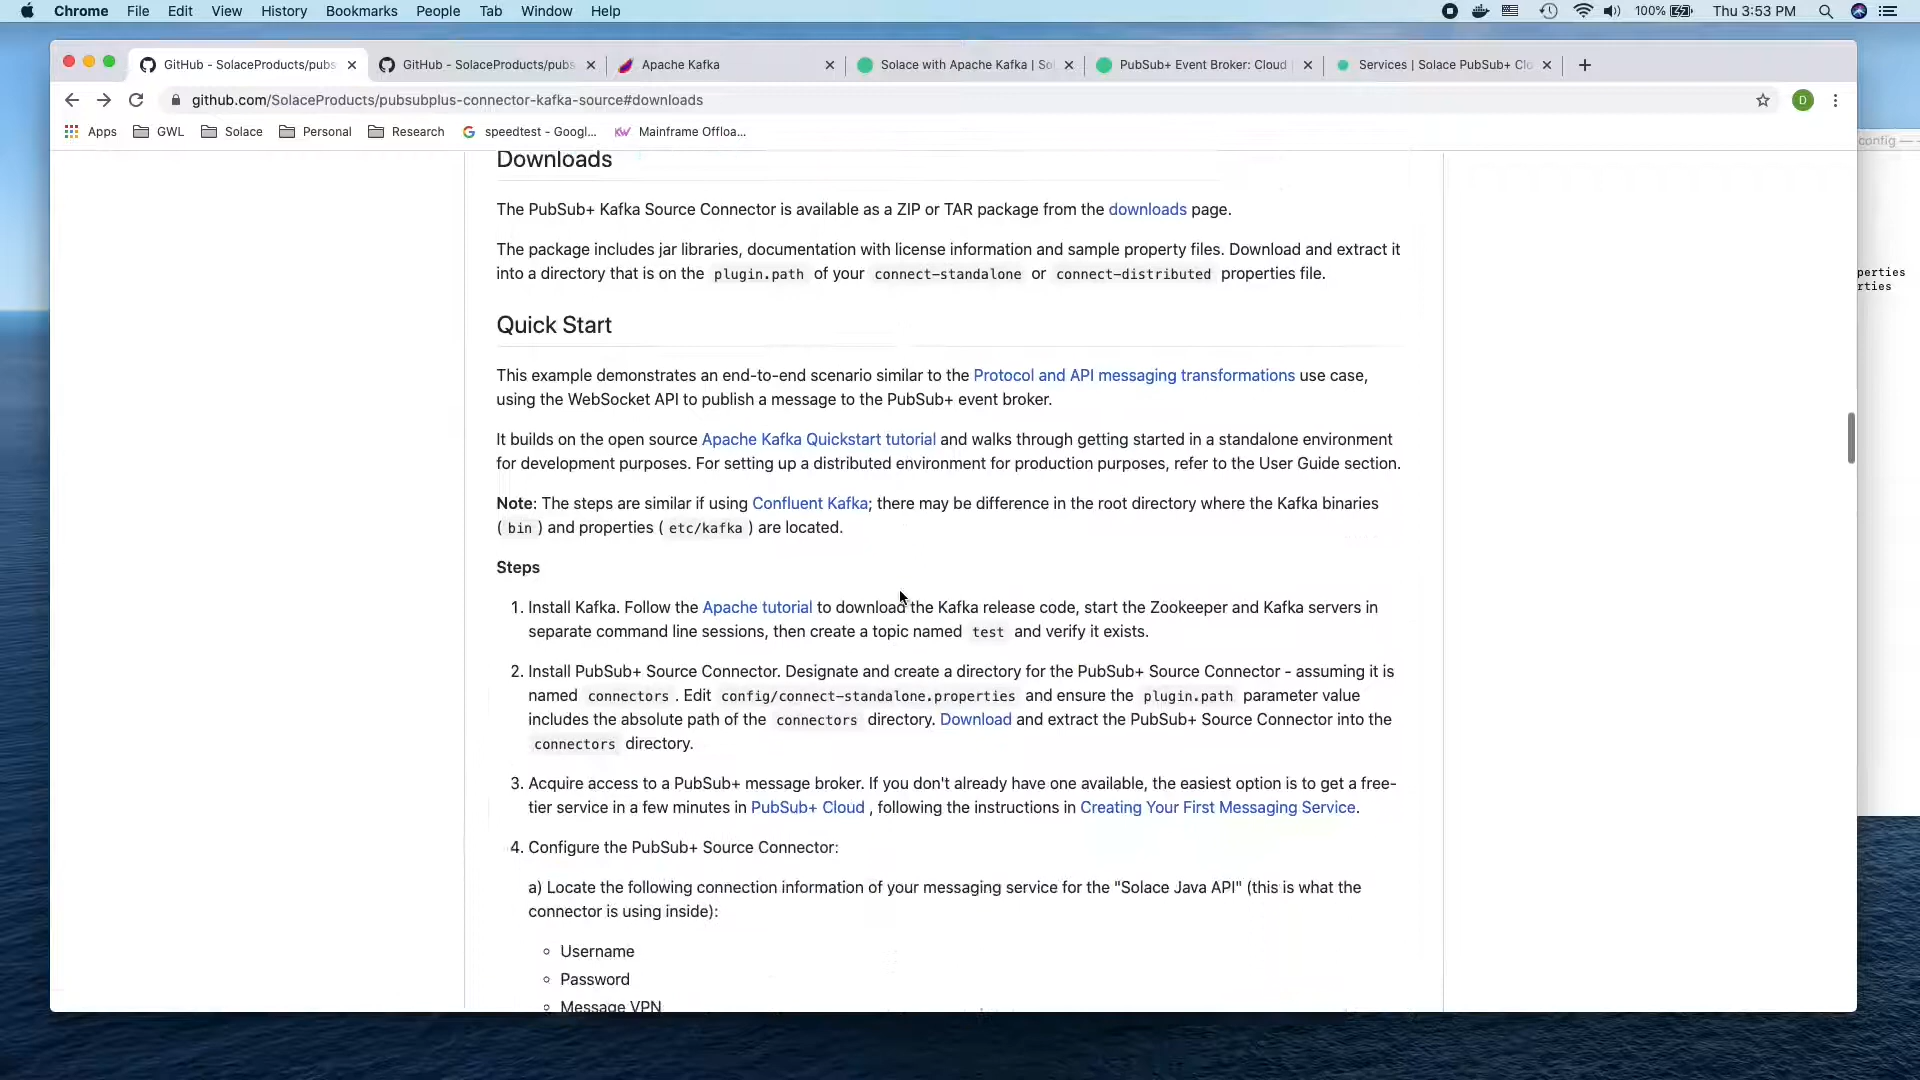 Chrome File Edit View History Bookmarks People Tab Window Help 100% Thu 3:53 PM
GitHub - SolaceProducts/pubs GitHub - SolaceProducts/pubs Apache Kafka Solace with Apache Kafka | So PubSub+ Event Broker: Cloud Services | Solace PubSub+ Clo
github.com/SolaceProducts/pubsubplus-connector-kafka-source#downloads D
Apps GWL Solace Personal Research speedtest - Googl... KW Mainframe Offloa...
config —
Downloads
The PubSub+ Kafka Source Connector is available as a ZIP or TAR package from the downloads page.
The package includes jar libraries, documentation with license information and sample property files. Download and extract it
into a directory that is on the plugin.path of your connect-standalone or connect-distributed properties file.
perties
rties
Quick Start
This example demonstrates an end-to-end scenario similar to the Protocol and API messaging transformations use case,
using the WebSocket API to publish a message to the PubSub+ event broker.
It builds on the open source Apache Kafka Quickstart tutorial and walks through getting started in a standalone environment
for development purposes. For setting up a distributed environment for production purposes, refer to the User Guide section.
Note: The steps are similar if using Confluent Kafka; there may be difference in the root directory where the Kafka binaries
( bin ) and properties ( etc/kafka ) are located.
Steps
1. Install Kafka. Follow the Apache tutorial to download the Kafka release code, start the Zookeeper and Kafka servers in
separate command line sessions, then create a topic named test and verify it exists.
2. Install PubSub+ Source Connector. Designate and create a directory for the PubSub+ Source Connector - assuming it is
named connectors . Edit config/connect-standalone.properties and ensure the plugin.path parameter value
includes the absolute path of the connectors directory. Download and extract the PubSub+ Source Connector into the
connectors directory.
3. Acquire access to a PubSub+ message broker. If you don't already have one available, the easiest option is to get a free-
tier service in a few minutes in PubSub+ Cloud , following the instructions in Creating Your First Messaging Service.
4. Configure the PubSub+ Source Connector:
a) Locate the following connection information of your messaging service for the "Solace Java API" (this is what the
connector is using inside):
Username
Password
Message VPN